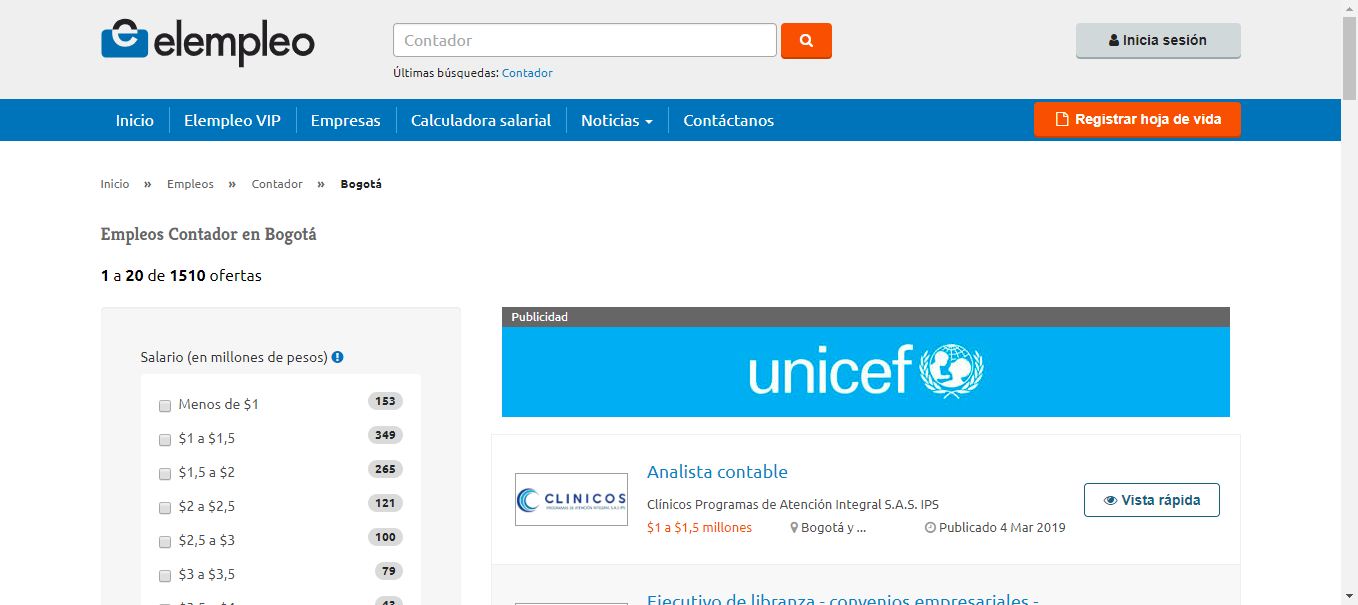 elempleo
Contador
Inicia sesión
Últimas búsquedas: Contador
Inicio Elempleo VIP Empresas Calculadora salarial Noticias Contáctanos Registrar hoja de vida
Inicio » Empleos » Contador » Bogotá
Empleos Contador en Bogotá
1 a 20 de 1510 ofertas
Salario (en millones de pesos)
Menos de $1 153
$1 a $1,5 349
$1,5 a $2 265
$2 a $2,5 121
$2,5 a $3 100
$3 a $3,5 79
$3,5 a $4 43
Publicidad
unicef
CLINICOS
PROGRAMAS DE ATENCIÓN INTEGRAL S.A.S IPS
Analista contable
Clínicos Programas de Atención Integral S.A.S. IPS
$1 a $1,5 millones Bogotá y ... Publicado 4 Mar 2019
Vista rápida
Ejecutivo de libranza - convenios empresariales -